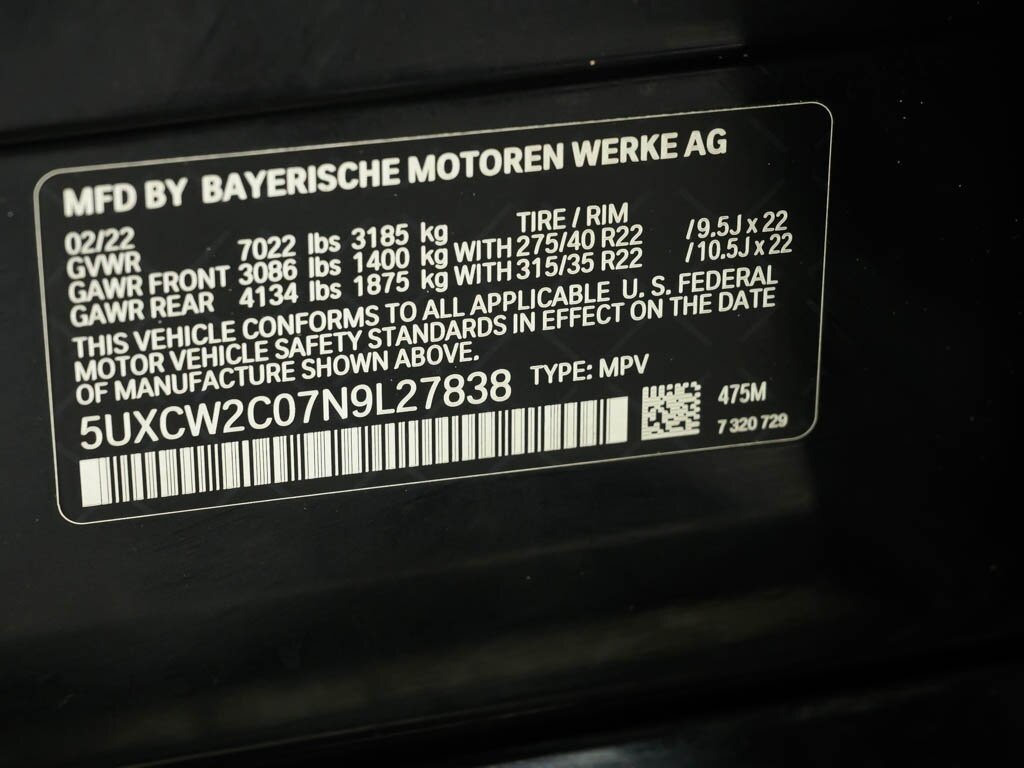 MFD BY BAYERISCHE MOTOREN WERKE AG
02/22 TIRE / RIM
GVWR 7022 lbs 3185 kg
GAWR FRONT 3086 lbs 1400 kg WITH 275/40 R22 /9.5J x 22
GAWR REAR 4134 lbs 1875 kg WITH 315/35 R22 /10.5J x 22
THIS VEHICLE CONFORMS TO ALL APPLICABLE U. S. FEDERAL
MOTOR VEHICLE SAFETY STANDARDS IN EFFECT ON THE DATE
OF MANUFACTURE SHOWN ABOVE.
5UXCW2C07N9L27838 TYPE: MPV
475M
7 320 729